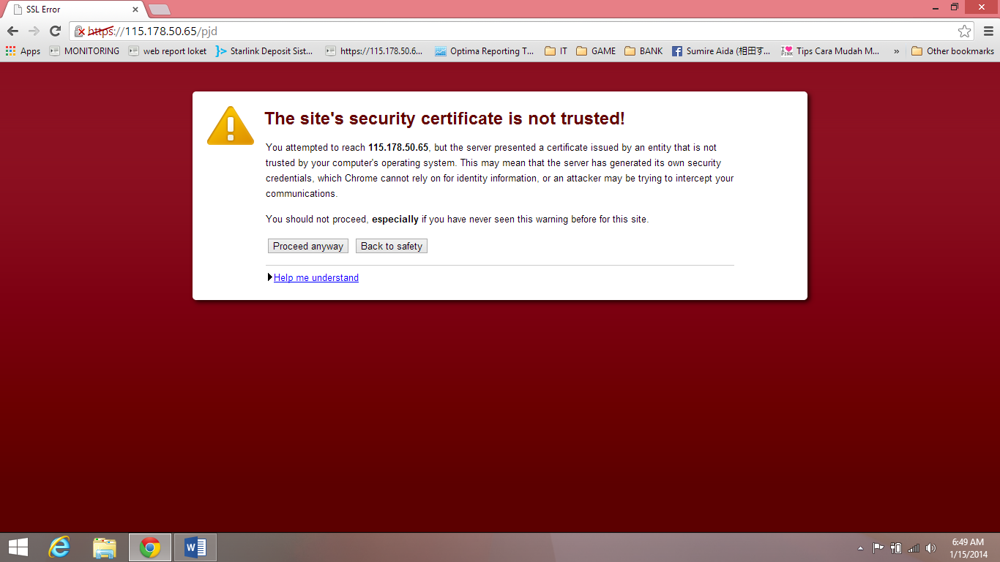 SSL Error
https://115.178.50.65/pjd
Apps MONITORING web report loket Starlink Deposit Sist... https://115.178.50.6... Optima Reporting T... IT GAME BANK Sumire Aida (相田す... Tips Cara Mudah M... » Other bookmarks
The site's security certificate is not trusted!
You attempted to reach 115.178.50.65, but the server presented a certificate issued by an entity that is not
trusted by your computer's operating system. This may mean that the server has generated its own security
credentials, which Chrome cannot rely on for identity information, or an attacker may be trying to intercept your
communications.
You should not proceed, especially if you have never seen this warning before for this site.
Proceed anyway Back to safety
Help me understand
6:49 AM
1/15/2014